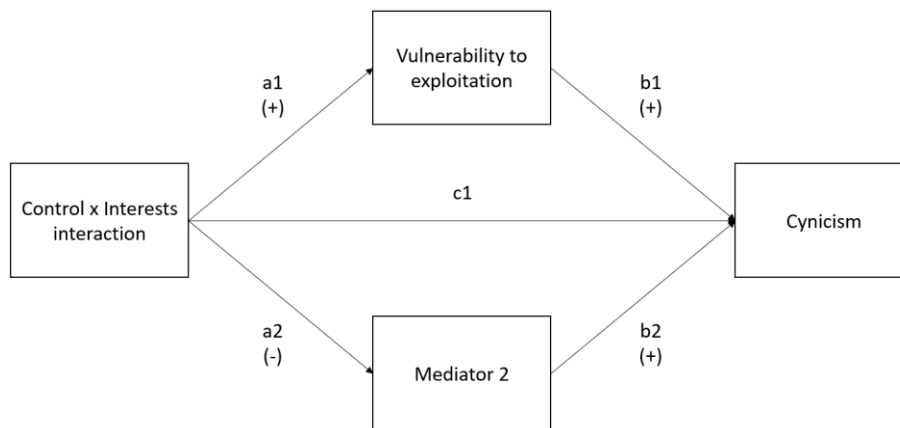 Vulnerability to
exploitation
a1
(+)
b1
(+)
Control x Interests
interaction
c1
Cynicism
a2
(-)
b2
(+)
Mediator 2